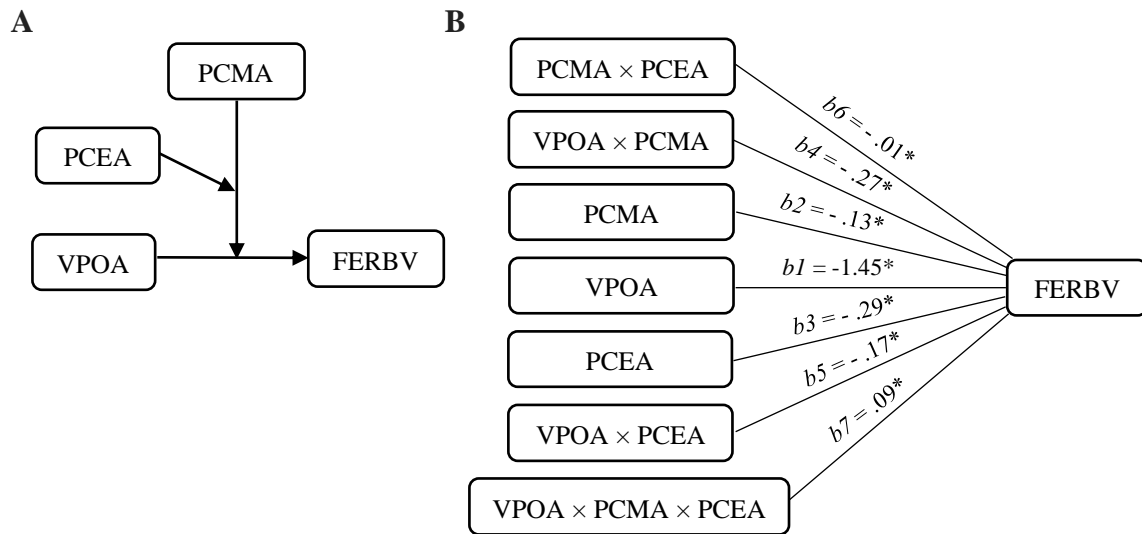 A
PCMA
PCEA
VPOA
FERBV
B
PCMA × PCEA
VPOA × PCMA
PCMA
VPOA
PCEA
VPOA × PCEA
VPOA × PCMA × PCEA
b6 = - .01*
b4 = - .27*
b2 = - .13*
b1 = -1.45*
b3 = - .29*
b5 = - .17*
b7 = .09*
FERBV